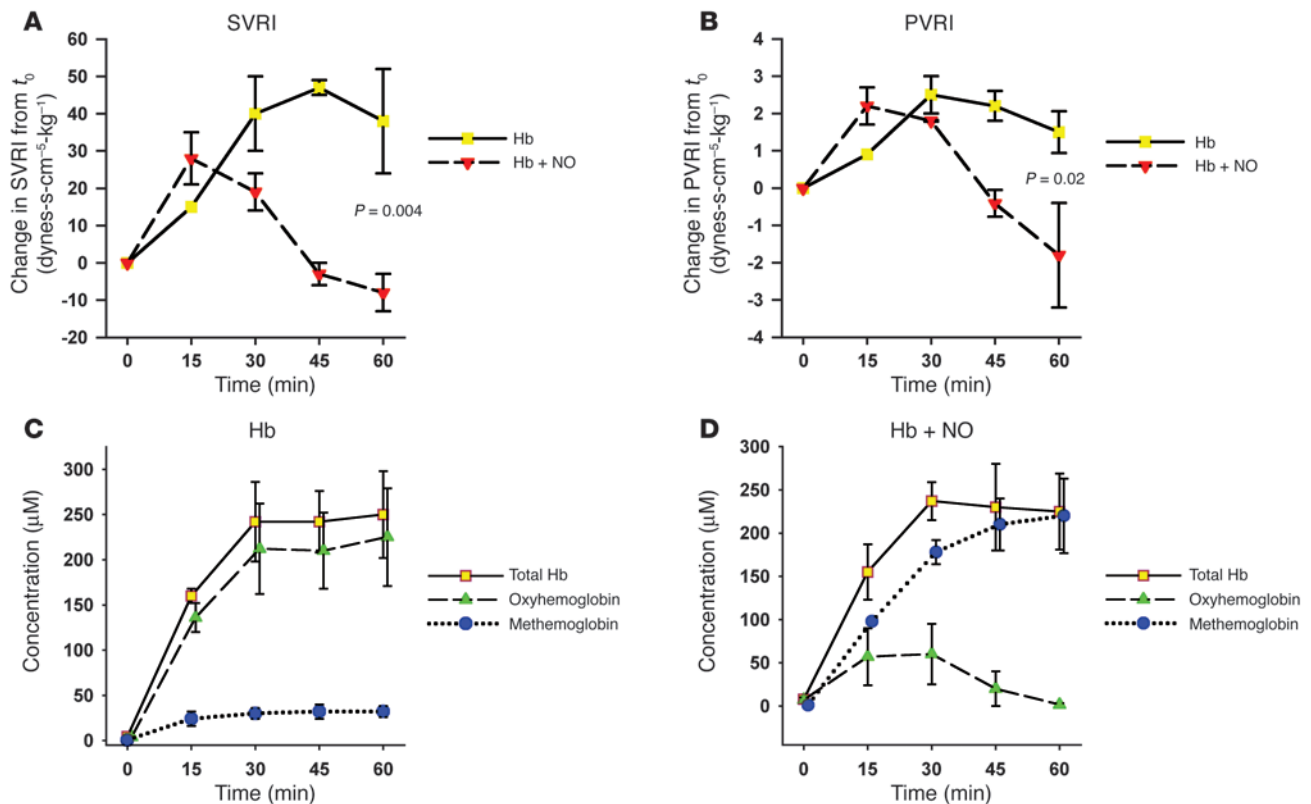 A
SVRI
Change in SVRI from t₀
(dynes-s-cm⁻⁵-kg⁻¹)
60
50
40
30
20
10
0
-10
-20
0 15 30 45 60
Time (min)
Hb
Hb + NO
P = 0.004
B
PVRI
Change in PVRI from t₀
(dynes-s-cm⁻⁵-kg⁻¹)
4
3
2
1
0
-1
-2
-3
-4
0 15 30 45 60
Time (min)
Hb
Hb + NO
P = 0.02
C
Hb
Concentration (μM)
300
250
200
150
100
50
0
0 15 30 45 60
Time (min)
Total Hb
Oxyhemoglobin
Methemoglobin
D
Hb + NO
Concentration (μM)
300
250
200
150
100
50
0
0 15 30 45 60
Time (min)
Total Hb
Oxyhemoglobin
Methemoglobin